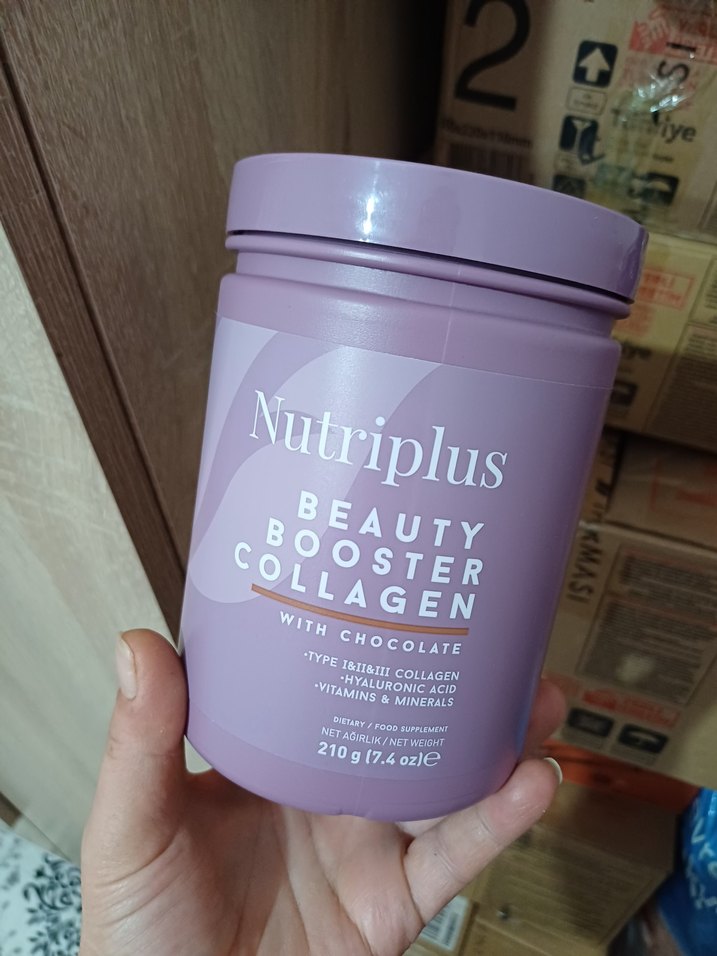 Nutriplus
BEAUTY
BOOSTER
COLLAGEN
WITH CHOCOLATE
•TYPE I&II&III COLLAGEN
•HYALURONIC ACID
•VITAMINS & MINERALS
DIETARY / FOOD SUPPLEMENT
NET AĞIRLIK / NET WEIGHT
210 g (7.4 oz)e
2